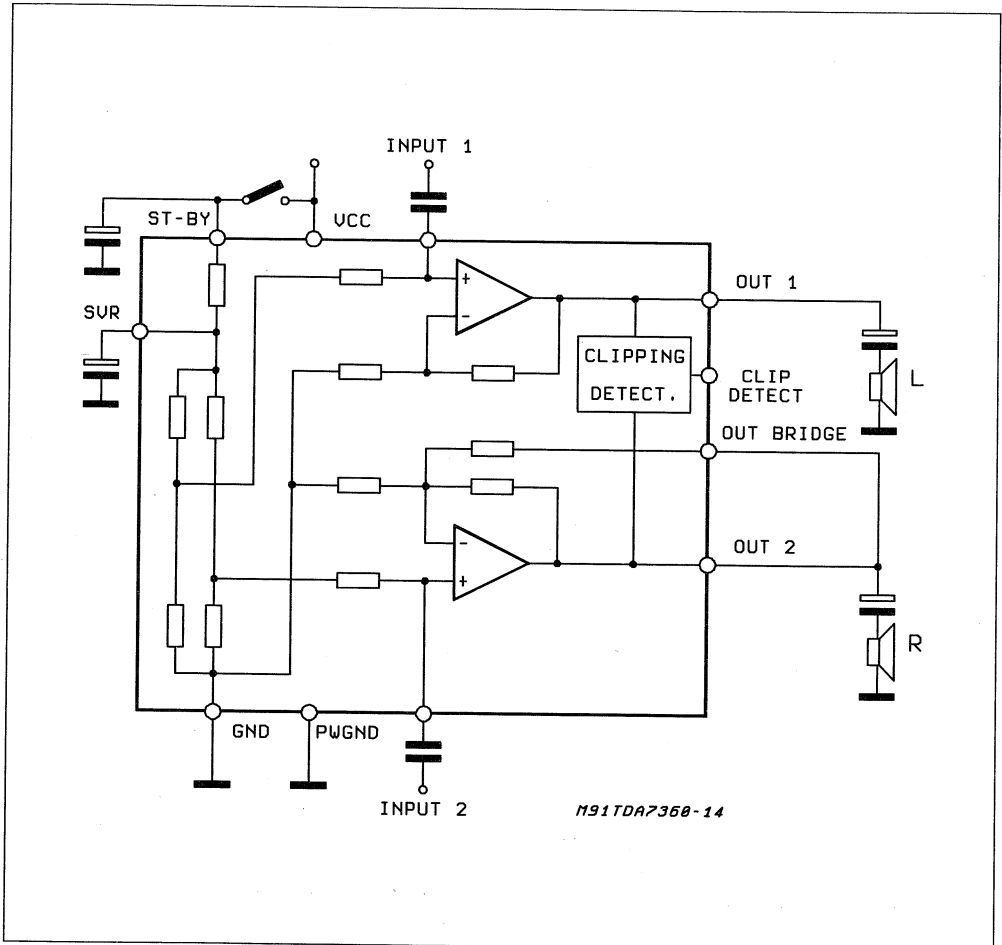 INPUT 1
ST-BY
VCC
SVR
+
-
OUT 1
CLIPPING
DETECT.
CLIP
DETECT
L
OUT BRIDGE
-
+
OUT 2
R
GND
PWGND
INPUT 2
M91TDA7360-14